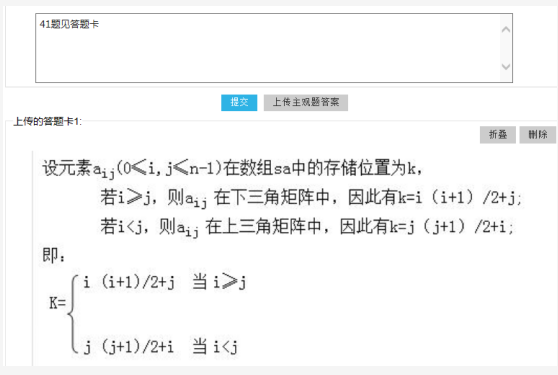 41题见答题卡
提交 上传主观题答案
上传的答题卡1:
折叠 删除
设元素aij(0≤i,j≤n-1)在数组sa中的存储位置为k,
若i≥j, 则aij 在下三角矩阵中, 因此有k=i (i+1) /2+j;
若i<j, 则aij 在上三角矩阵中, 因此有k=j (j+1) /2+i;
即:
i (i+1)/2+j 当 i≥j
K=
j (j+1)/2+i 当 i<j